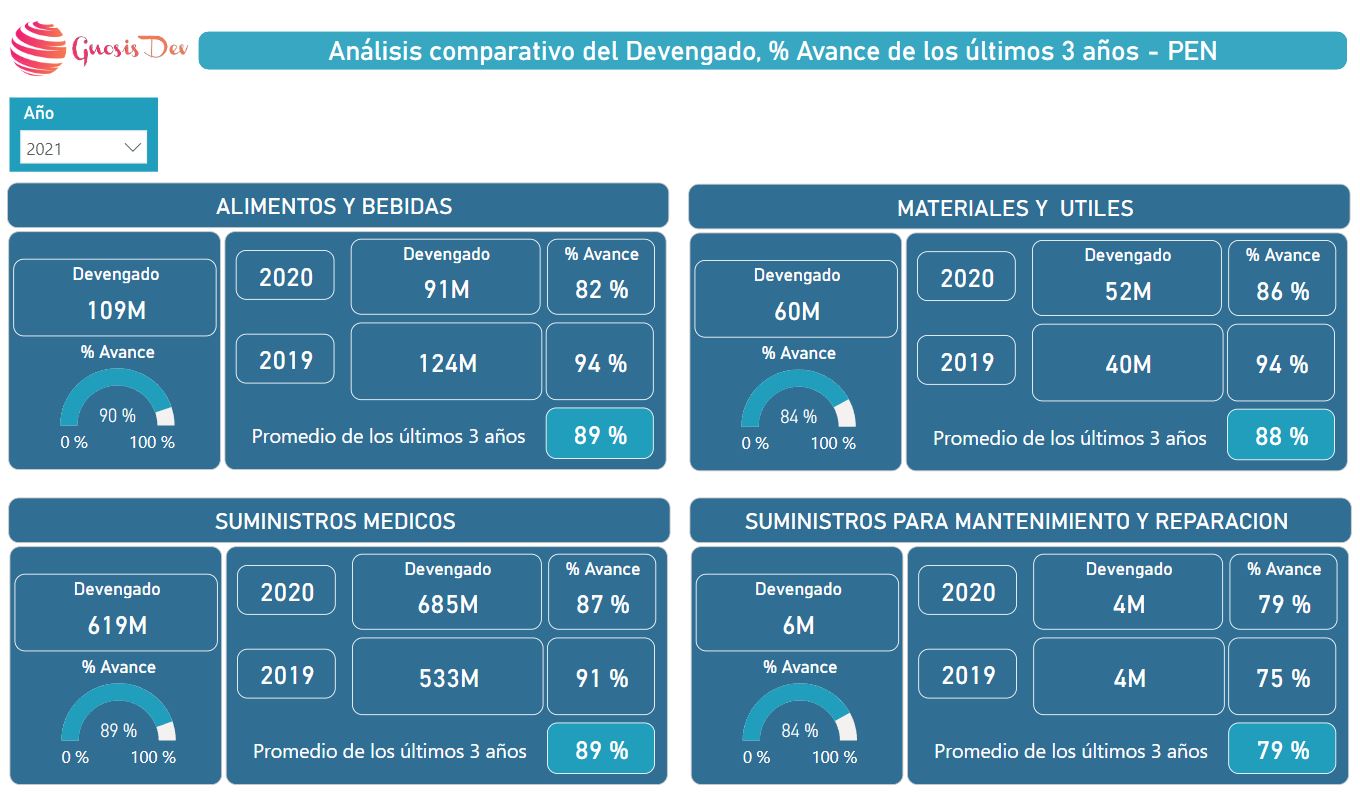 Gnosis Dev
Análisis comparativo del Devengado, % Avance de los últimos 3 años - PEN
Año
2021
ALIMENTOS Y BEBIDAS
Devengado
109M
% Avance
90 %
0 %
100 %
2020
Devengado
91M
% Avance
82 %
2019
124M
94 %
Promedio de los últimos 3 años
89 %
MATERIALES Y  UTILES
Devengado
60M
% Avance
84 %
0 %
100 %
2020
Devengado
52M
% Avance
86 %
2019
40M
94 %
Promedio de los últimos 3 años
88 %
SUMINISTROS MEDICOS
Devengado
619M
% Avance
89 %
0 %
100 %
2020
Devengado
685M
% Avance
87 %
2019
533M
91 %
Promedio de los últimos 3 años
89 %
SUMINISTROS PARA MANTENIMIENTO Y REPARACION
Devengado
6M
% Avance
84 %
0 %
100 %
2020
Devengado
4M
% Avance
79 %
2019
4M
75 %
Promedio de los últimos 3 años
79 %